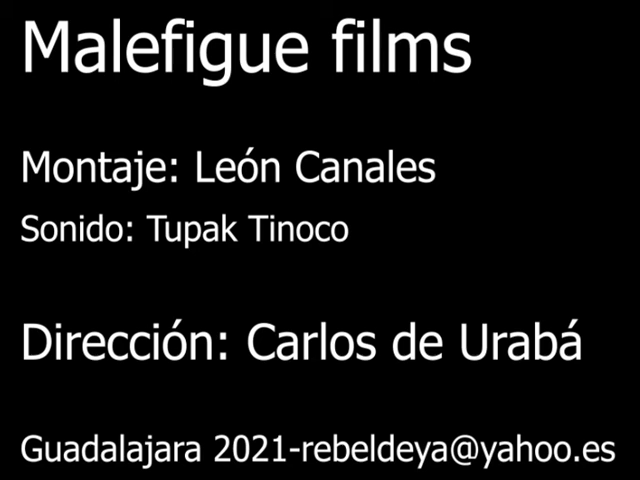 Malefigue films
Montaje: León Canales
Sonido: Tupak Tinoco
Dirección: Carlos de Urabá
Guadalajara 2021-rebeldeya@yahoo.es